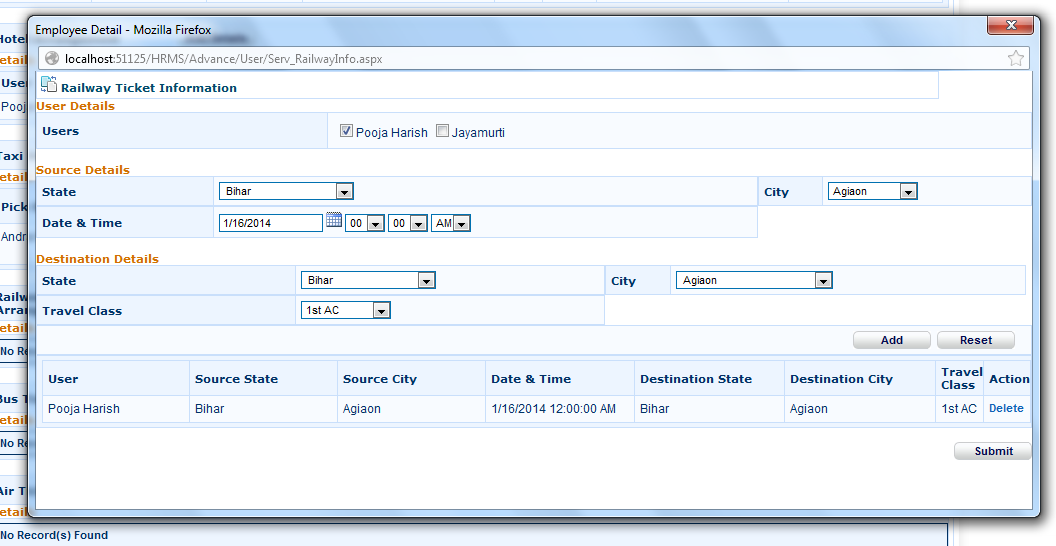 Employee Detail - Mozilla Firefox
localhost:51125/HRMS/Advance/User/Serv_RailwayInfo.aspx
Railway Ticket Information
User Details
Users Pooja Harish Jayamurti
Source Details
State Bihar City Agiaon
Date & Time 1/16/2014 00 00 AM
Destination Details
State Bihar City Agiaon
Travel Class 1st AC
Add Reset
User Source State Source City Date & Time Destination State Destination City Travel Class Action
Pooja Harish Bihar Agiaon 1/16/2014 12:00:00 AM Bihar Agiaon 1st AC Delete
Submit
No Record(s) Found